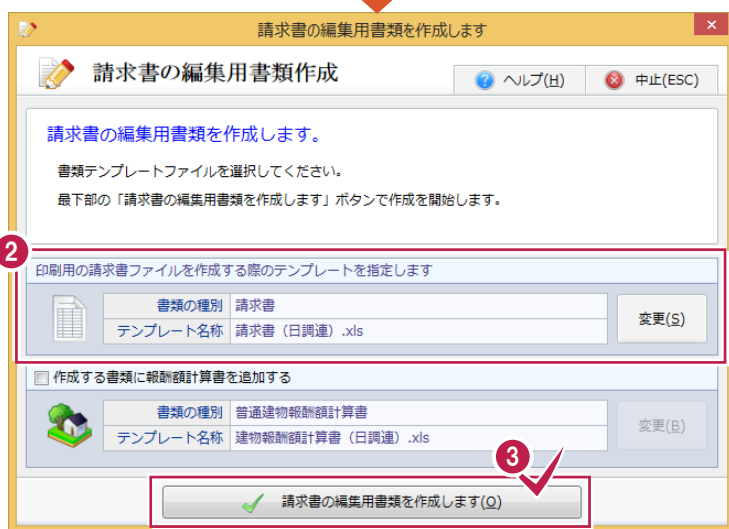 請求書の編集用書類を作成します
請求書の編集用書類作成
ヘルプ(H)
中止(ESC)
請求書の編集用書類を作成します。
書類テンプレートファイルを選択してください。
最下部の「請求書の編集用書類を作成します」ボタンで作成を開始します。
2
印刷用の請求書ファイルを作成する際のテンプレートを指定します
書類の種別 請求書
テンプレート名称 請求書（日調連）.xls
変更(S)
作成する書類に報酬額計算書を追加する
書類の種別 普通建物報酬額計算書
テンプレート名称 建物報酬額計算書（日調連）.xls
変更(B)
3
請求書の編集用書類を作成します(O)